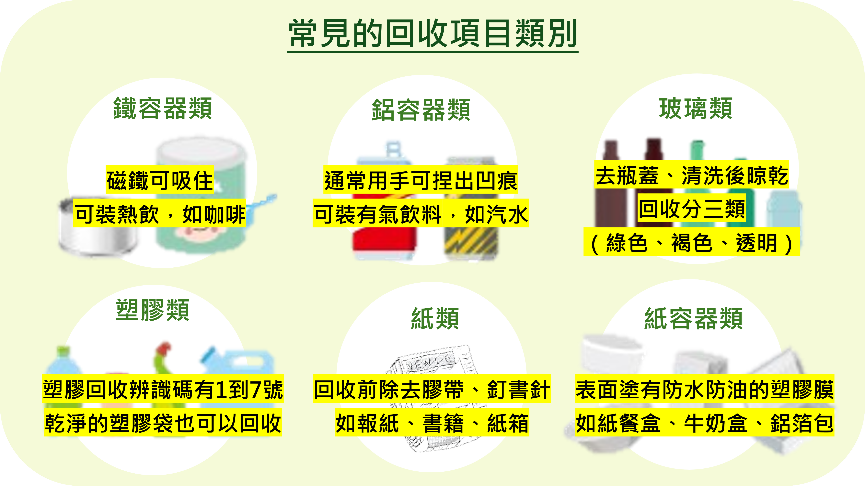 常見的回收項目類別
鐵容器類
磁鐵可吸住
可裝熱飲，如咖啡
鋁容器類
通常用手可捏出凹痕
可裝有氣飲料，如汽水
玻璃類
去瓶蓋、清洗後晾乾
回收分三類
（綠色、褐色、透明）
塑膠類
塑膠回收辨識碼有1到7號
乾淨的塑膠袋也可以回收
紙類
回收前除去膠帶、釘書針
如報紙、書籍、紙箱
紙容器類
表面塗有防水防油的塑膠膜
如紙餐盒、牛奶盒、鋁箔包